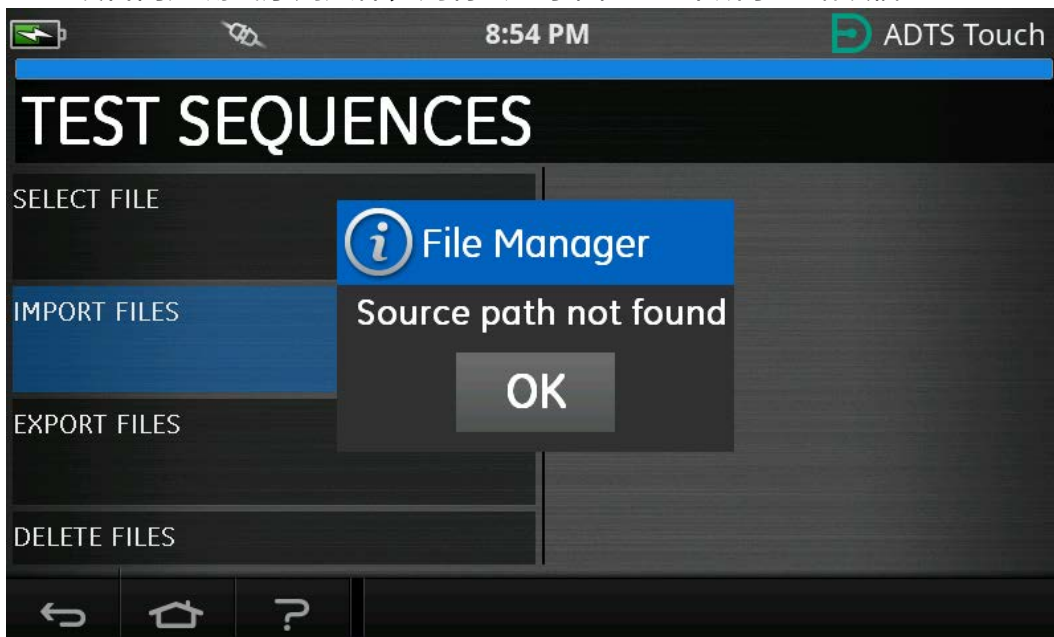 8:54 PM
ADTS Touch
TEST SEQUENCES
SELECT FILE
File Manager
IMPORT FILES
Source path not found
OK
EXPORT FILES
DELETE FILES